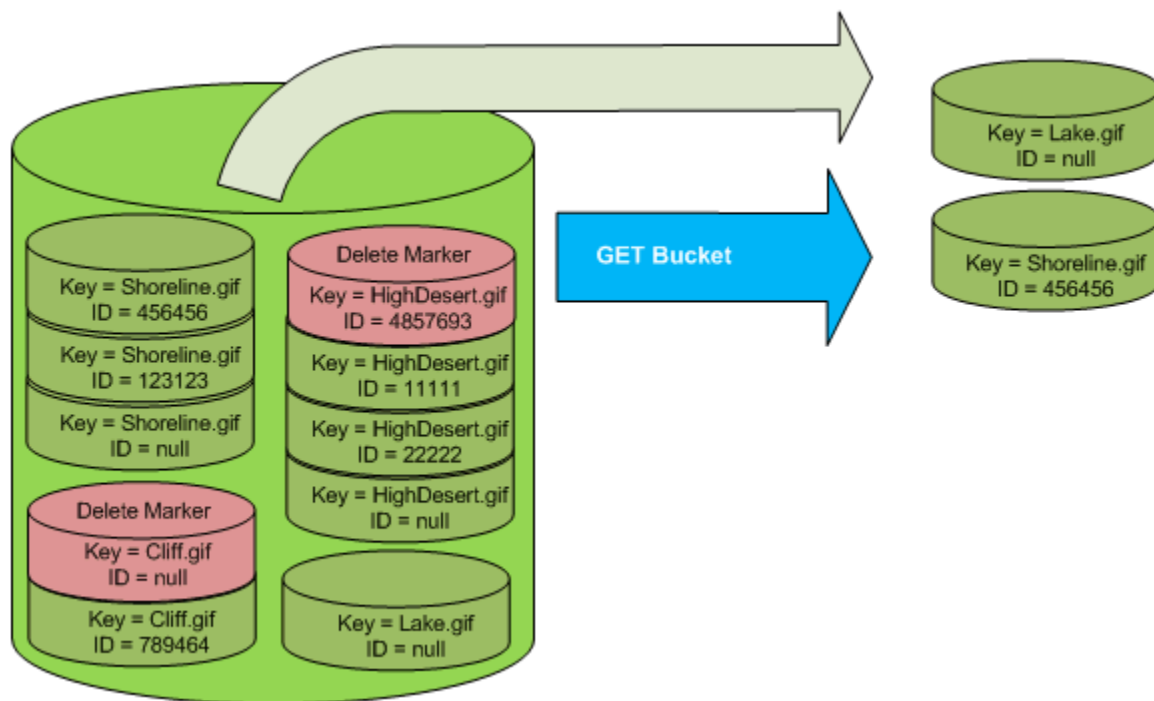 Key = Shoreline.gif
ID = 456456
Key = Shoreline.gif
ID = 123123
Key = Shoreline.gif
ID = null
Delete Marker
Key = Cliff.gif
ID = null
Key = Cliff.gif
ID = 789464
Delete Marker
Key = HighDesert.gif
ID = 4857693
Key = HighDesert.gif
ID = 11111
Key = HighDesert.gif
ID = 22222
Key = HighDesert.gif
ID = null
Key = Lake.gif
ID = null
GET Bucket
Key = Lake.gif
ID = null
Key = Shoreline.gif
ID = 456456